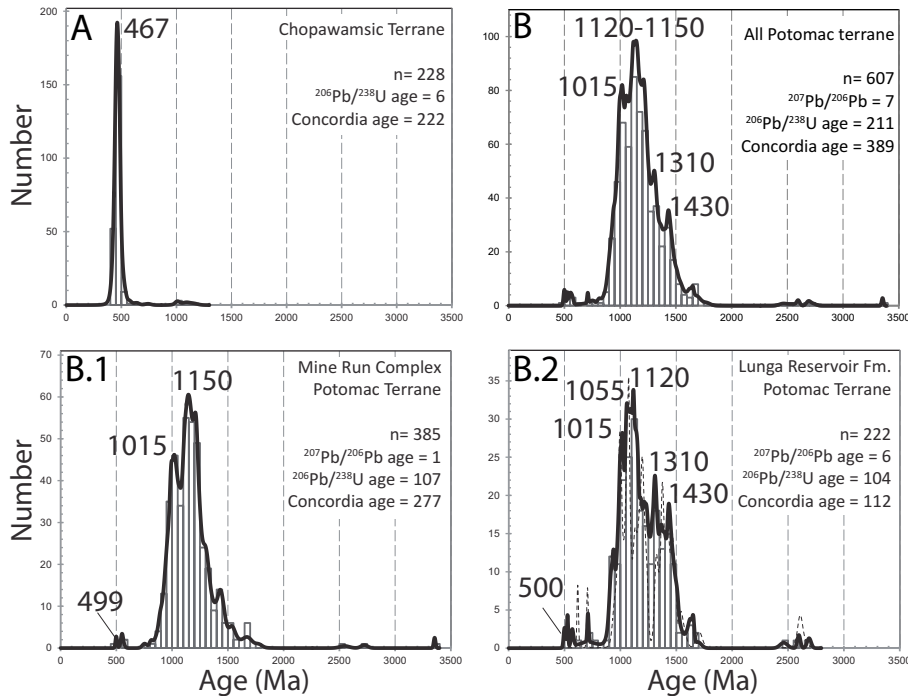 A
467
Chopawamsic Terrane
n= 228
²⁰⁶Pb/²³⁸U age = 6
Concordia age = 222
200
150
100
50
0
Number
0 500 1000 1500 2000 2500 3000 3500
B
1120-1150
All Potomac terrane
1015
n= 607
²⁰⁷Pb/²⁰⁶Pb = 7
²⁰⁶Pb/²³⁸U age = 211
Concordia age = 389
1310
1430
100
80
60
40
20
0
0 500 1000 1500 2000 2500 3000 3500
B.1
1150
Mine Run Complex
Potomac Terrane
1015
n= 385
²⁰⁷Pb/²⁰⁶Pb age = 1
²⁰⁶Pb/²³⁸U age = 107
Concordia age = 277
499
70
60
50
40
30
20
10
0
Number
0 500 1000 1500 2000 2500 3000 3500
Age (Ma)
B.2
1055
1120
Lunga Reservoir Fm.
Potomac Terrane
1015
n= 222
²⁰⁷Pb/²⁰⁶Pb age = 6
²⁰⁶Pb/²³⁸U age = 104
Concordia age = 112
1310
1430
500
35
30
25
20
15
10
5
0
0 500 1000 1500 2000 2500 3000 3500
Age (Ma)